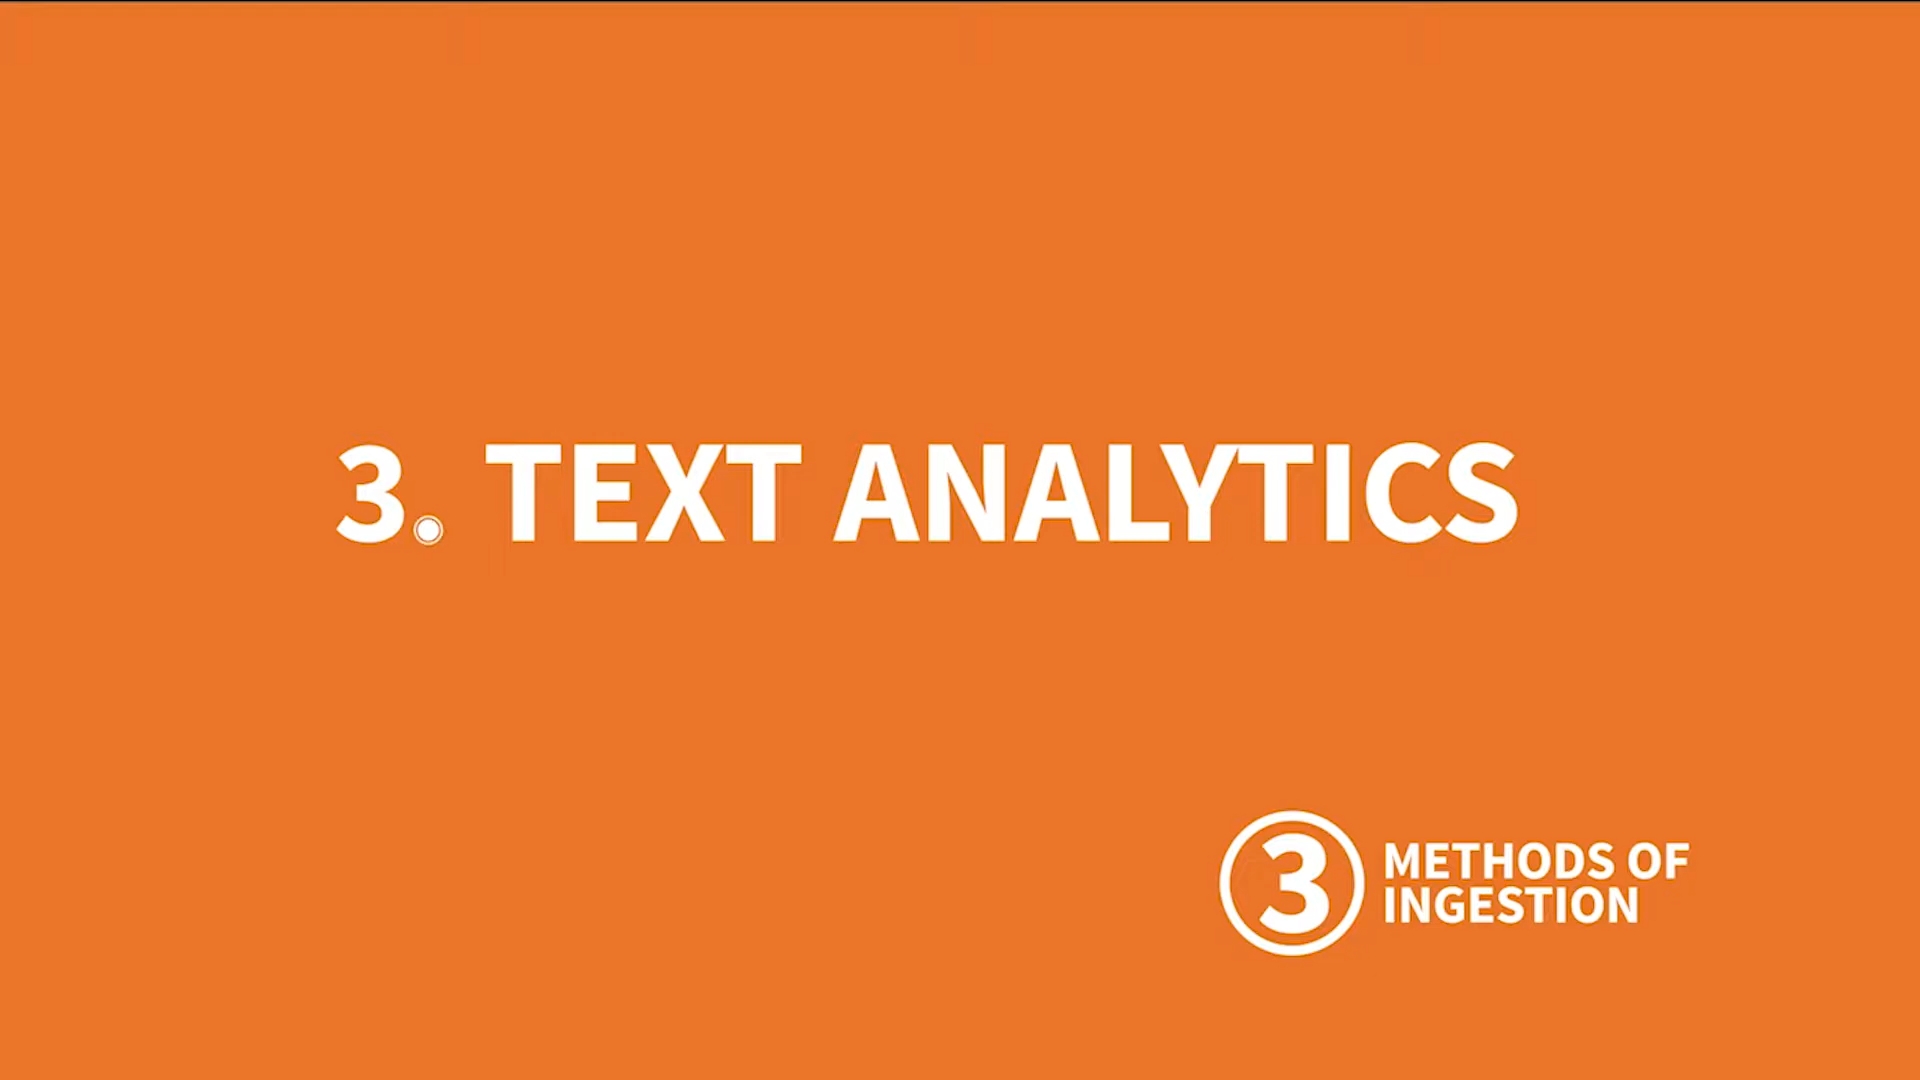 3. TEXT ANALYTICS
3
METHODS OF
INGESTION